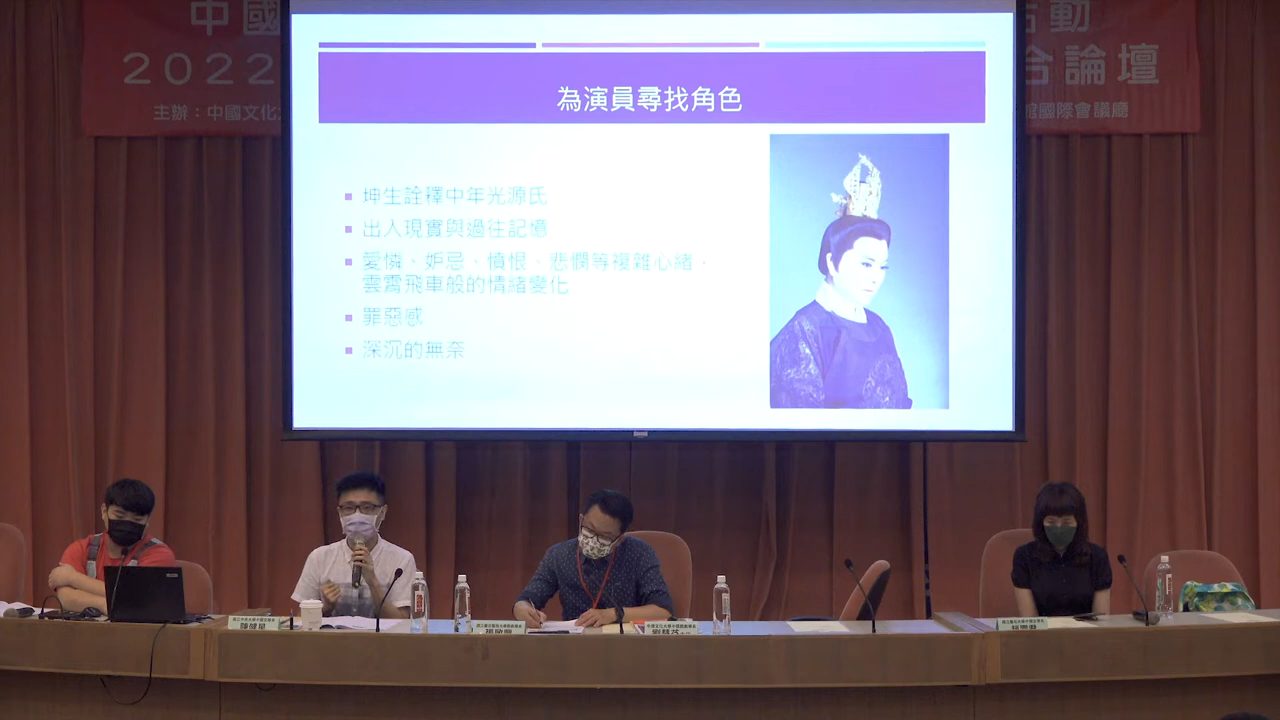 中國
活動
2022
合論壇
主辦：中國文化
館國際會議廳
為演員尋找角色
坤生詮釋中年光源氏
出入現實與過往記憶
愛憐、妒忌、憤恨、悲憫等複雜心緒，
雲霄飛車般的情緒變化
罪惡感
深沉的無奈